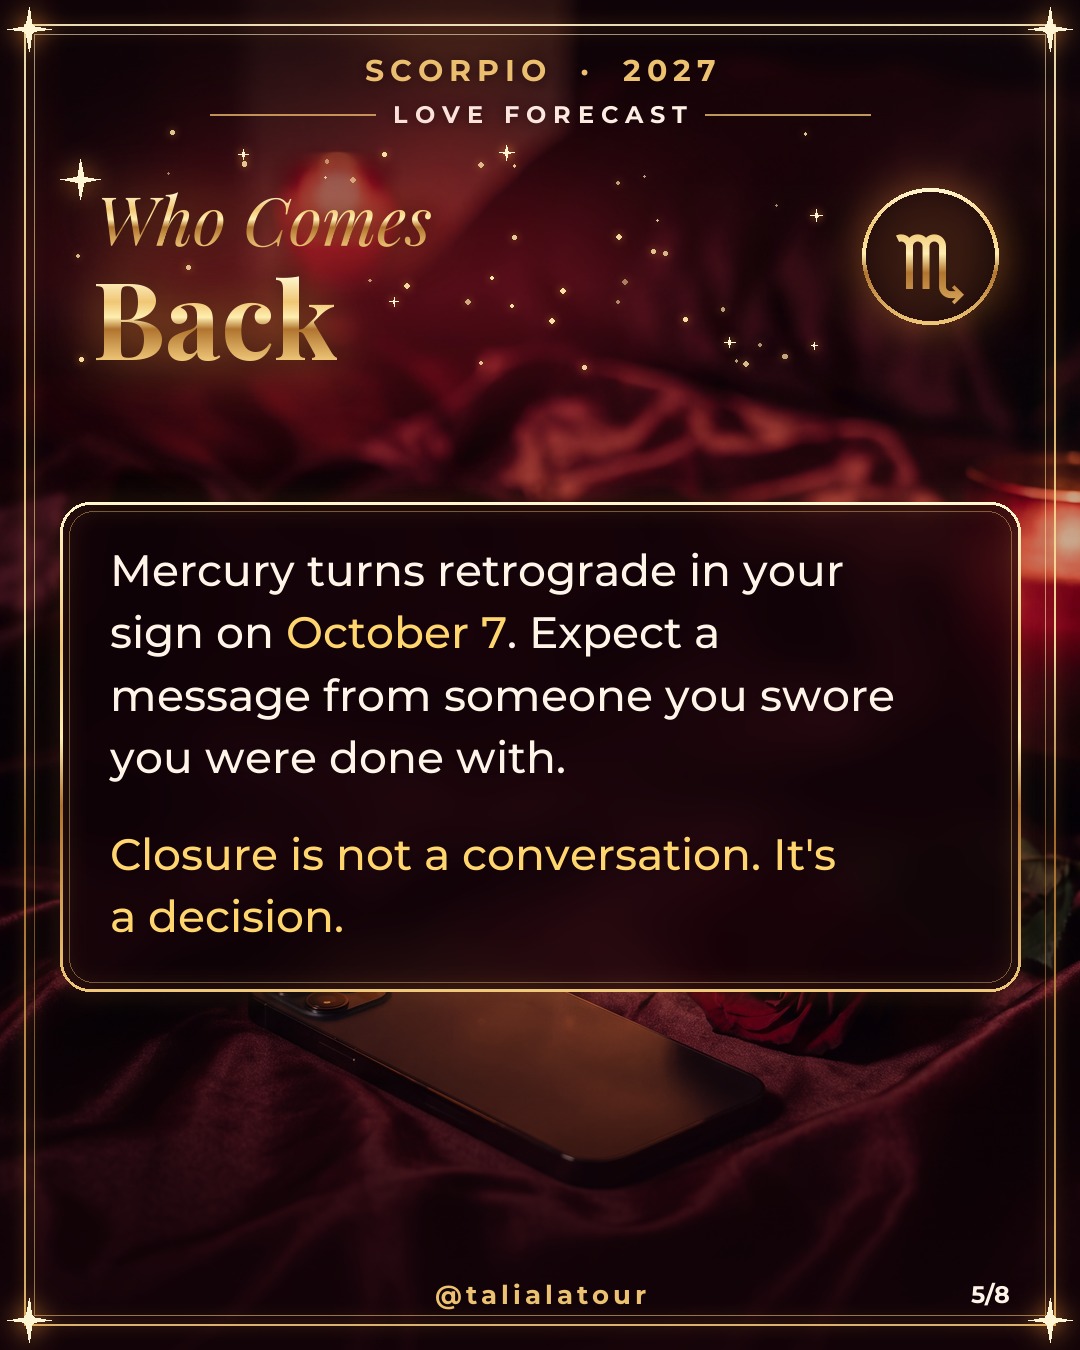 SCORPIO · 2027
LOVE FORECAST
Who Comes
Back
Mercury turns retrograde in your
sign on October 7. Expect a
message from someone you swore
you were done with.
Closure is not a conversation. It's
a decision.
@talialatour
5/8